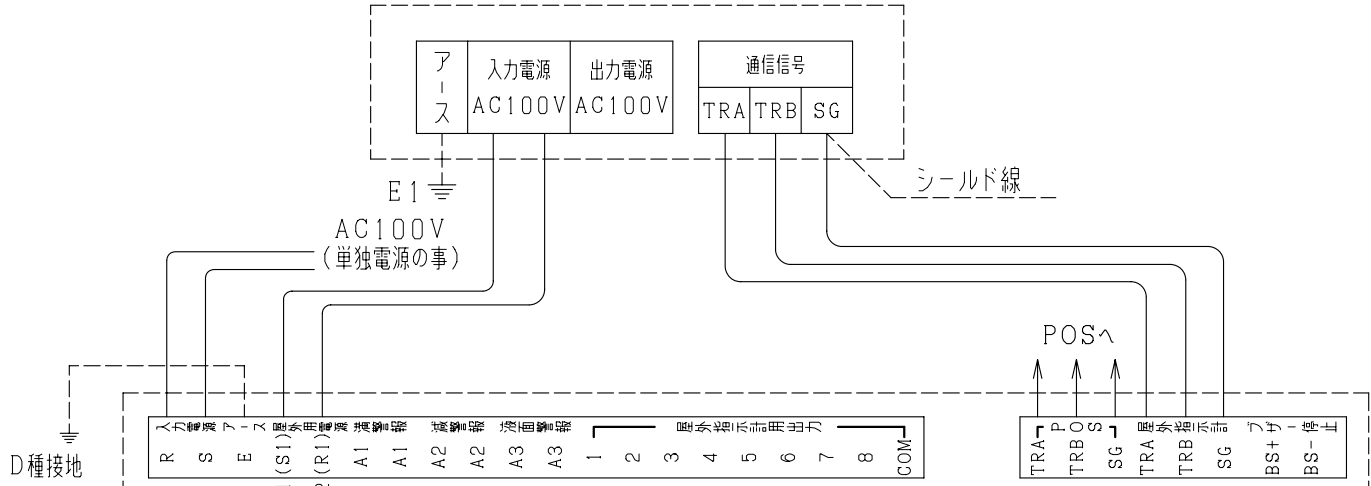 アース
入力電源
AC100V
出力電源
AC100V
通信信号
TRA TRB SG
E1
シールド線
AC100V
(単独電源の事)
POSへ
D種接地
入力電源 アース 屋外用電源 満警報 減警報 液面警報 屋外指示計用出力
R S E (S1) (R1) A1 A1 A2 A2 A3 A3 1 2 3 4 5 6 7 8 COM
POS 屋外指示計 ブザー停止
TRA TRB SG TRA TRB SG BS+ BS-